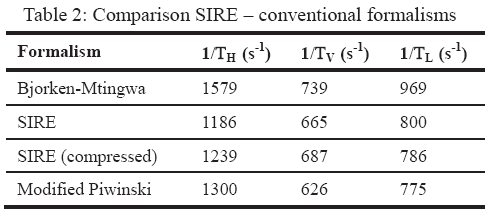 Table 2: Comparison SIRE – conventional formalisms
Formalism 1/T_H (s⁻¹) 1/T_V (s⁻¹) 1/T_L (s⁻¹)
Bjorken-Mtingwa 1579 739 969
SIRE 1186 665 800
SIRE (compressed) 1239 687 786
Modified Piwinski 1300 626 775